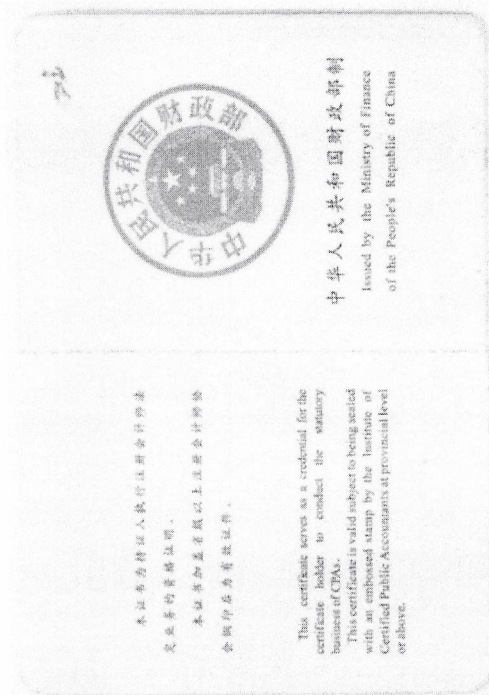 中华人民共和国财政部
中华人民共和国财政部制
Issued by the Ministry of Finance
of the People's Republic of China
本证书为持证人执行注册会计师法
定业务的资格证明。
本证书加盖省级以上注册会计师协
会钢印后为有效证件。
This certificate serves as a credential for the
certificate holder to conduct the statutory
business of CPAs.
This certificate is valid subject to being sealed
with an embossed stamp by the Institute of
Certified Public Accountants at provincial level
or above.